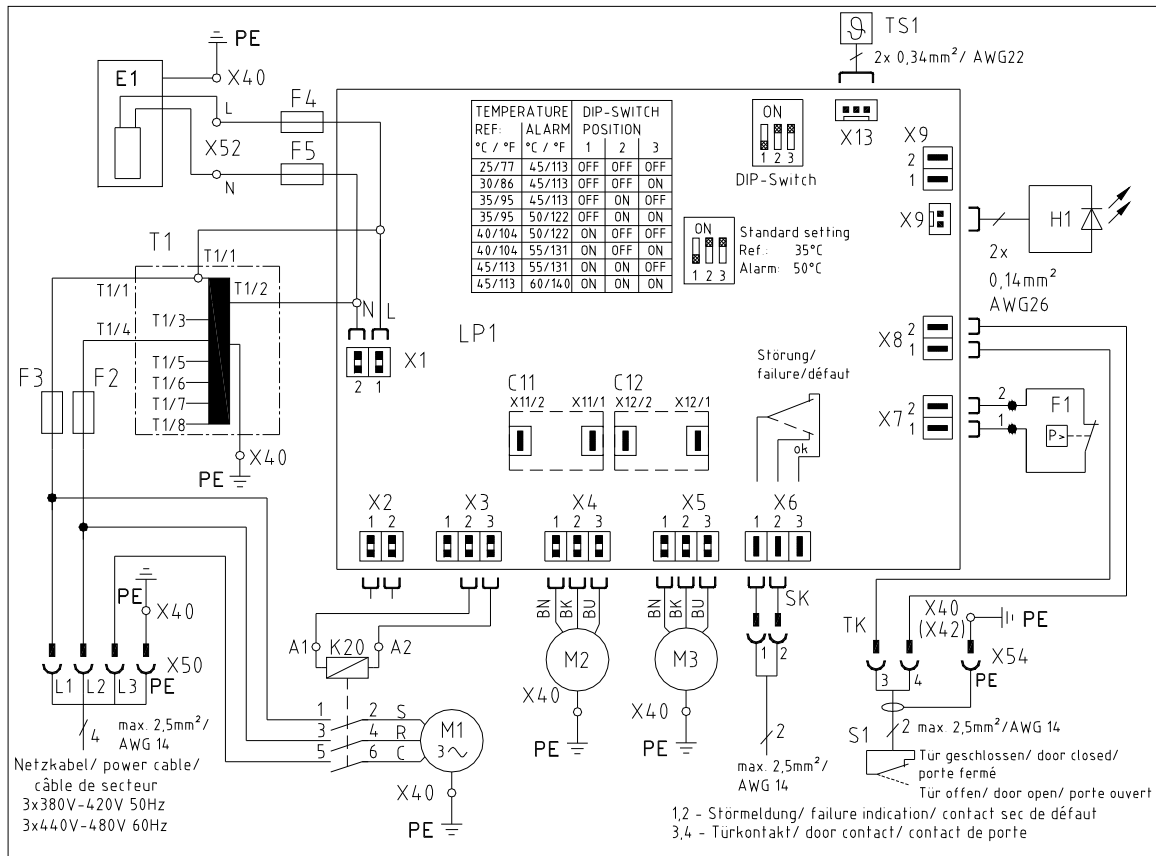 PE
X40
E1
L
X52
N
F4
F5
TS1
2x 0,34mm²/ AWG22
X13
TEMPERATURE DIP-SWITCH
REF: ALARM POSITION
°C / °F °C / °F 1 2 3
25/77 45/113 OFF OFF OFF
30/86 45/113 OFF OFF ON
35/95 45/113 OFF ON OFF
35/95 50/122 OFF ON ON
40/104 50/122 ON OFF OFF
40/104 55/131 ON OFF ON
45/113 55/131 ON ON OFF
45/113 60/140 ON ON ON
ON
1 2 3
DIP-Switch
ON
1 2 3
Standard setting
Ref.: 35°C
Alarm: 50°C
X9
2
1
X9
H1
2x
0,14mm²
AWG26
T1
T1/1
T1/1
T1/2
T1/3
T1/4
T1/5
T1/6
T1/7
T1/8
X40
PE
F3
F2
N
L
X1
2 1
LP1
C11
X11/2 X11/1
C12
X12/2 X12/1
Störung/
failure/défaut
ok
X8
2
1
X7
2
1
2
1
F1
P>
X2
1 2
X3
1 2 3
X4
1 2 3
X5
1 2 3
X6
1 2 3
PE
X40
X50
L1 L2 L3 PE
4
max. 2,5mm²/
AWG 14
Netzkabel/ power cable/
câble de secteur
3x380V-420V 50Hz
3x440V-480V 60Hz
A1
K20
A2
1 2 S
3 4 R
5 6 C
M1
3~
X40
PE
BN BK BU
M2
X40
PE
BN BK BU
M3
X40
PE
SK
1 2
2
max. 2,5mm²/
AWG 14
TK
3 4
X40
(X42)
PE
X54
PE
2
max. 2,5mm²/AWG 14
S1
Tür geschlossen/ door closed/
porte fermé
Tür offen/ door open/ porte ouvert
1,2 - Störmeldung/ failure indication/ contact sec de défaut
3,4 - Türkontakt/ door contact/ contact de porte